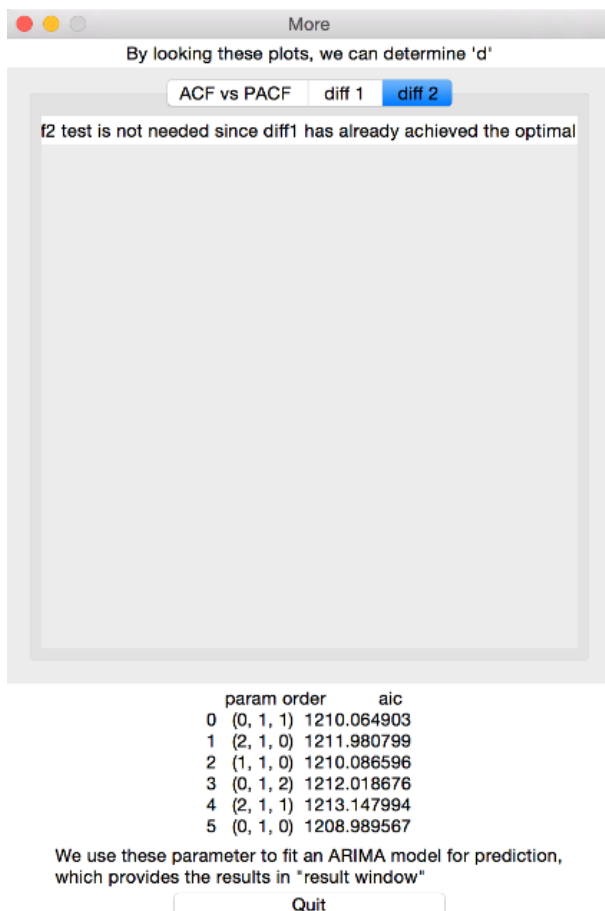 More
By looking these plots, we can determine 'd'
ACF vs PACF diff 1 diff 2
f2 test is not needed since diff1 has already achieved the optimal
param order aic
0 (0, 1, 1) 1210.064903
1 (2, 1, 0) 1211.980799
2 (1, 1, 0) 1210.086596
3 (0, 1, 2) 1212.018676
4 (2, 1, 1) 1213.147994
5 (0, 1, 0) 1208.989567
We use these parameter to fit an ARIMA model for prediction,
which provides the results in "result window"
Quit